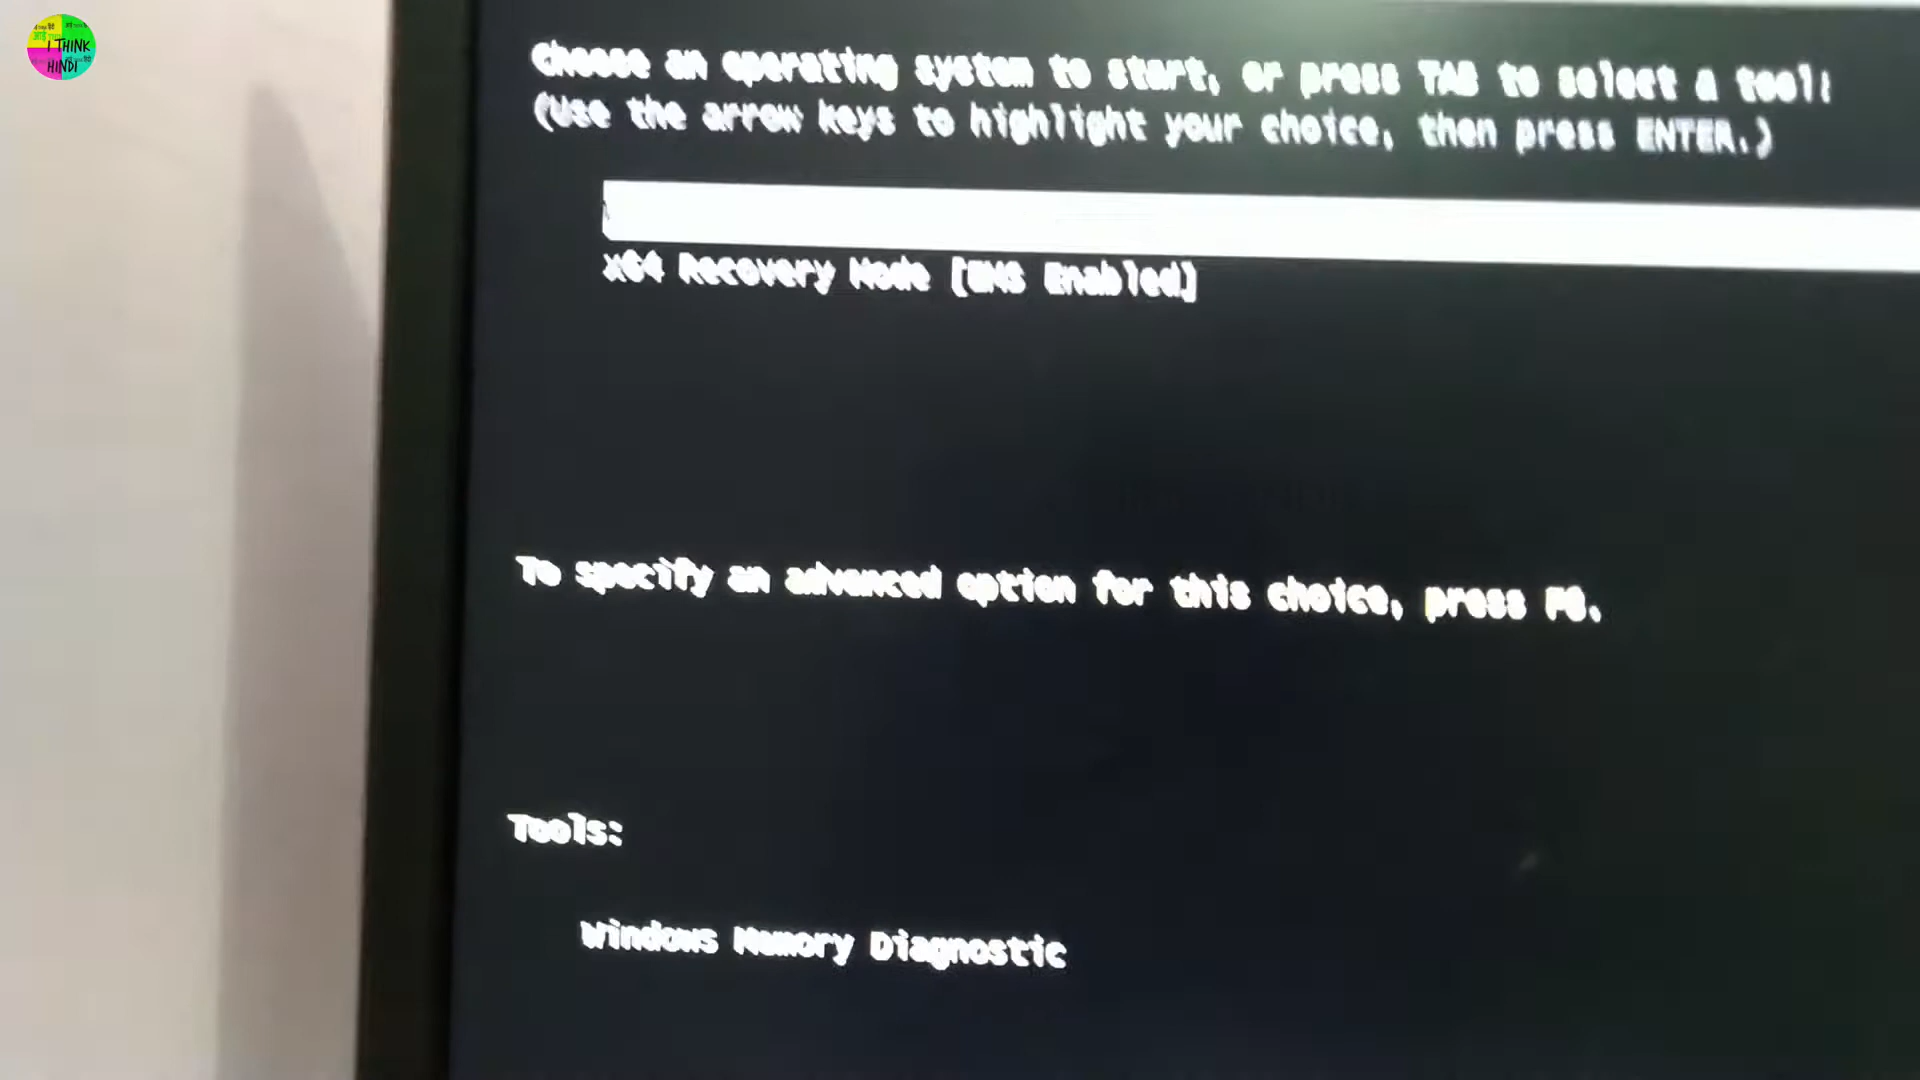 I THINK
HINDI
Choose an operating system to start, or press TAB to select a tool:
(Use the arrow keys to highlight your choice, then press ENTER.)
x64 Recovery Mode [EMS Enabled]
To specify an advanced option for this choice, press F8.
Tools:
Windows Memory Diagnostic